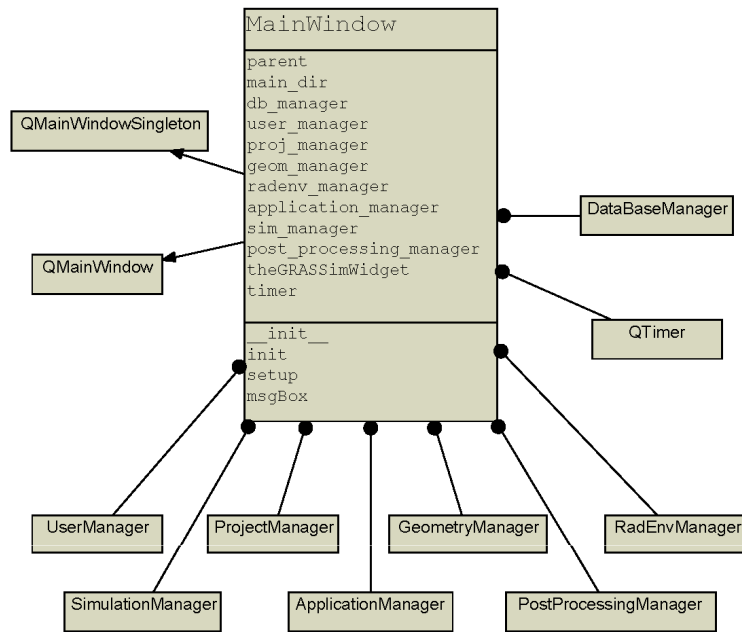 MainWindow
parent
main_dir
db_manager
user_manager
proj_manager
geom_manager
radenv_manager
application_manager
sim_manager
post_processing_manager
theGRASSimWidget
timer
__init__
init
setup
msgBox
QMainWindowSingleton
QMainWindow
DataBaseManager
QTimer
UserManager
ProjectManager
GeometryManager
RadEnvManager
SimulationManager
ApplicationManager
PostProcessingManager